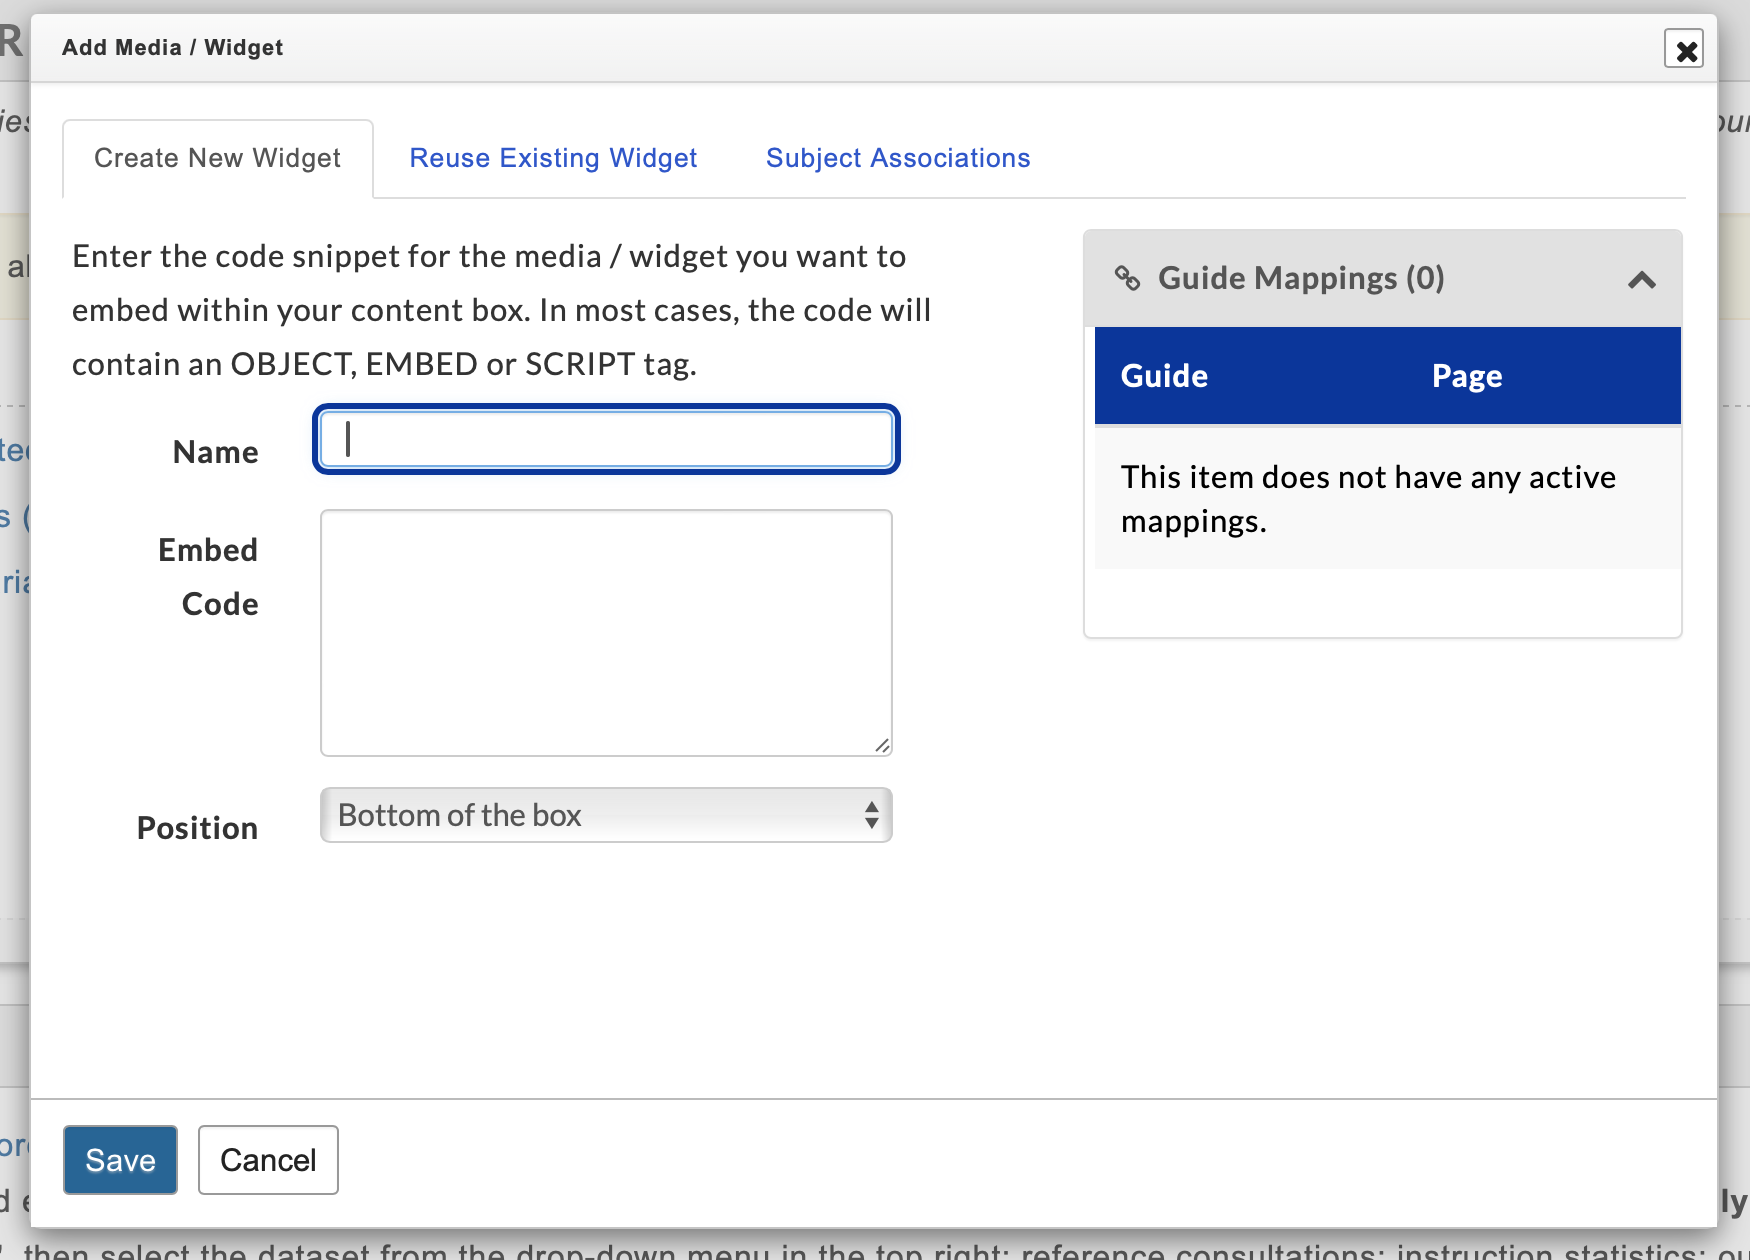 R
Add Media / Widget
Create New Widget
Reuse Existing Widget
Subject Associations
Enter the code snippet for the media / widget you want to
embed within your content box. In most cases, the code will
contain an OBJECT, EMBED or SCRIPT tag.
Name
Embed
Code
Position
Bottom of the box
Guide Mappings (0)
Guide Page
This item does not have any active
mappings.
Save
Cancel
ly
then select the dataset from the drop-down menu in the top right; reference consultations; instruction statistics;